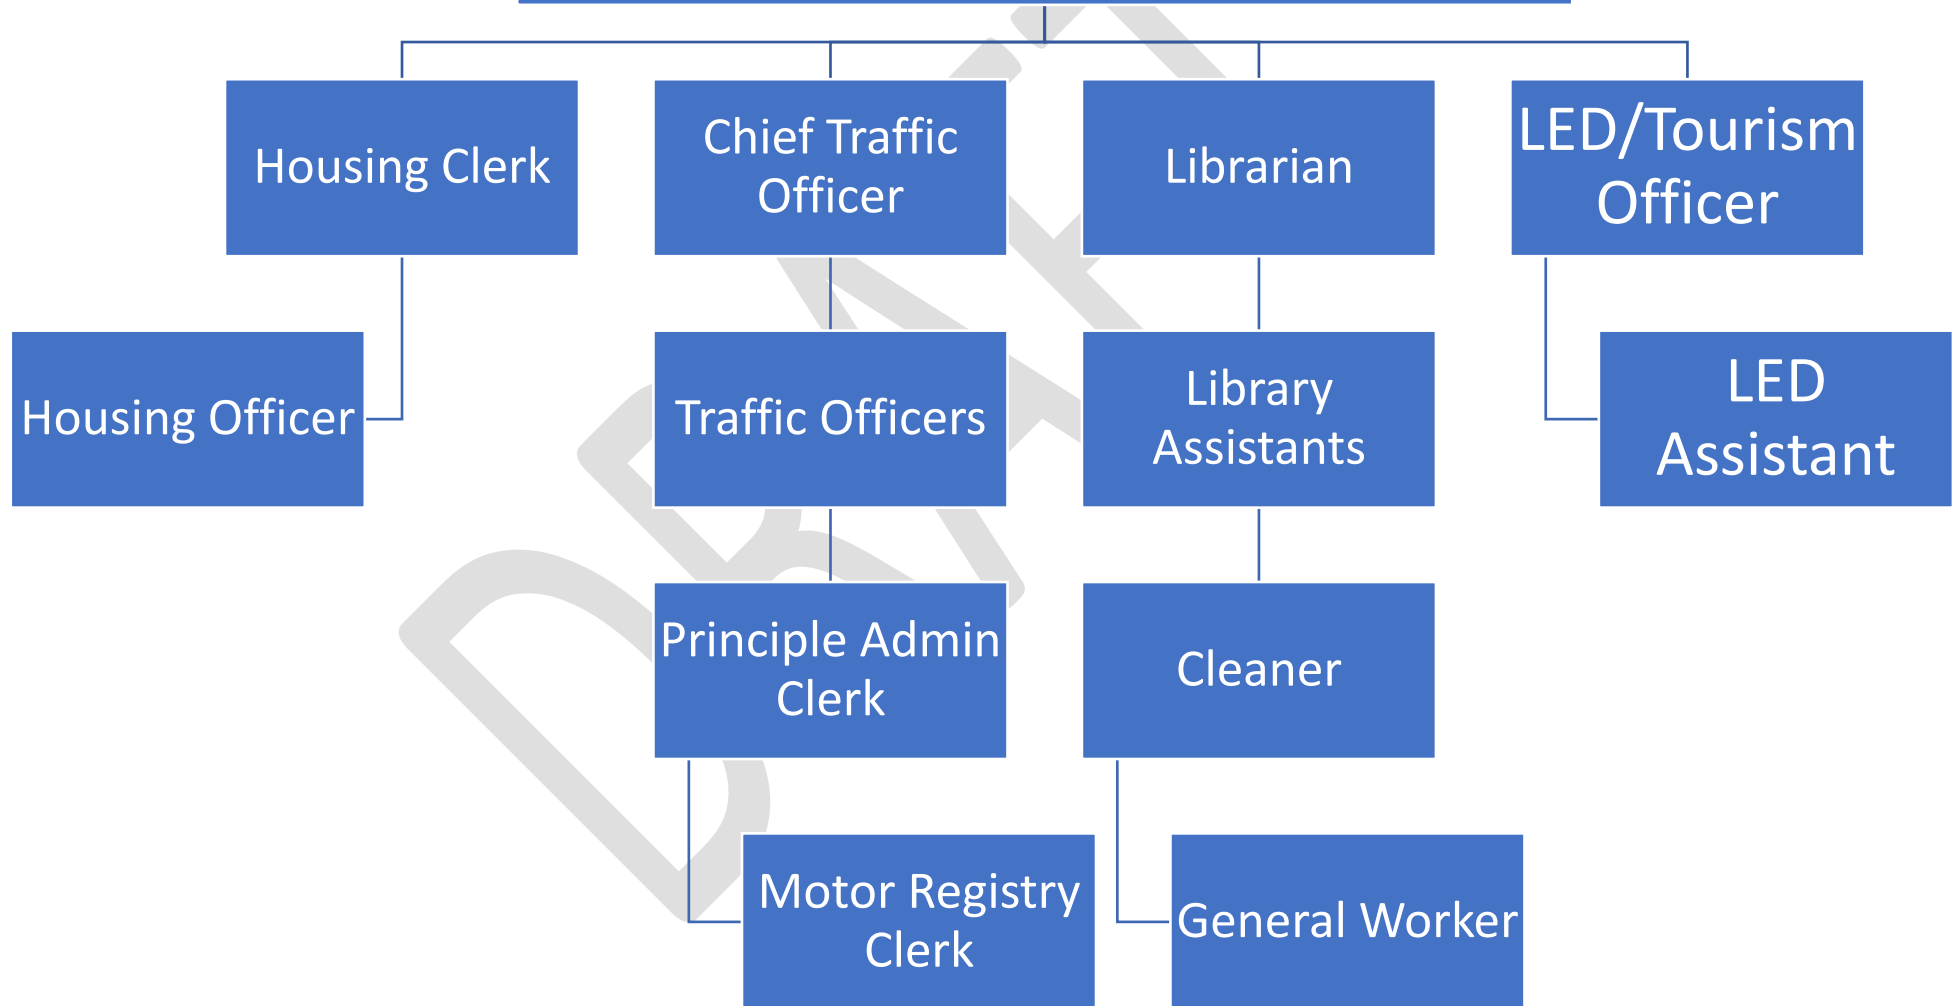 Housing Clerk
Chief Traffic
Officer
Librarian
LED/Tourism
Officer
Housing Officer
Traffic Officers
Library
Assistants
LED
Assistant
Principle Admin
Clerk
Cleaner
Motor Registry
Clerk
General Worker
DRAFT